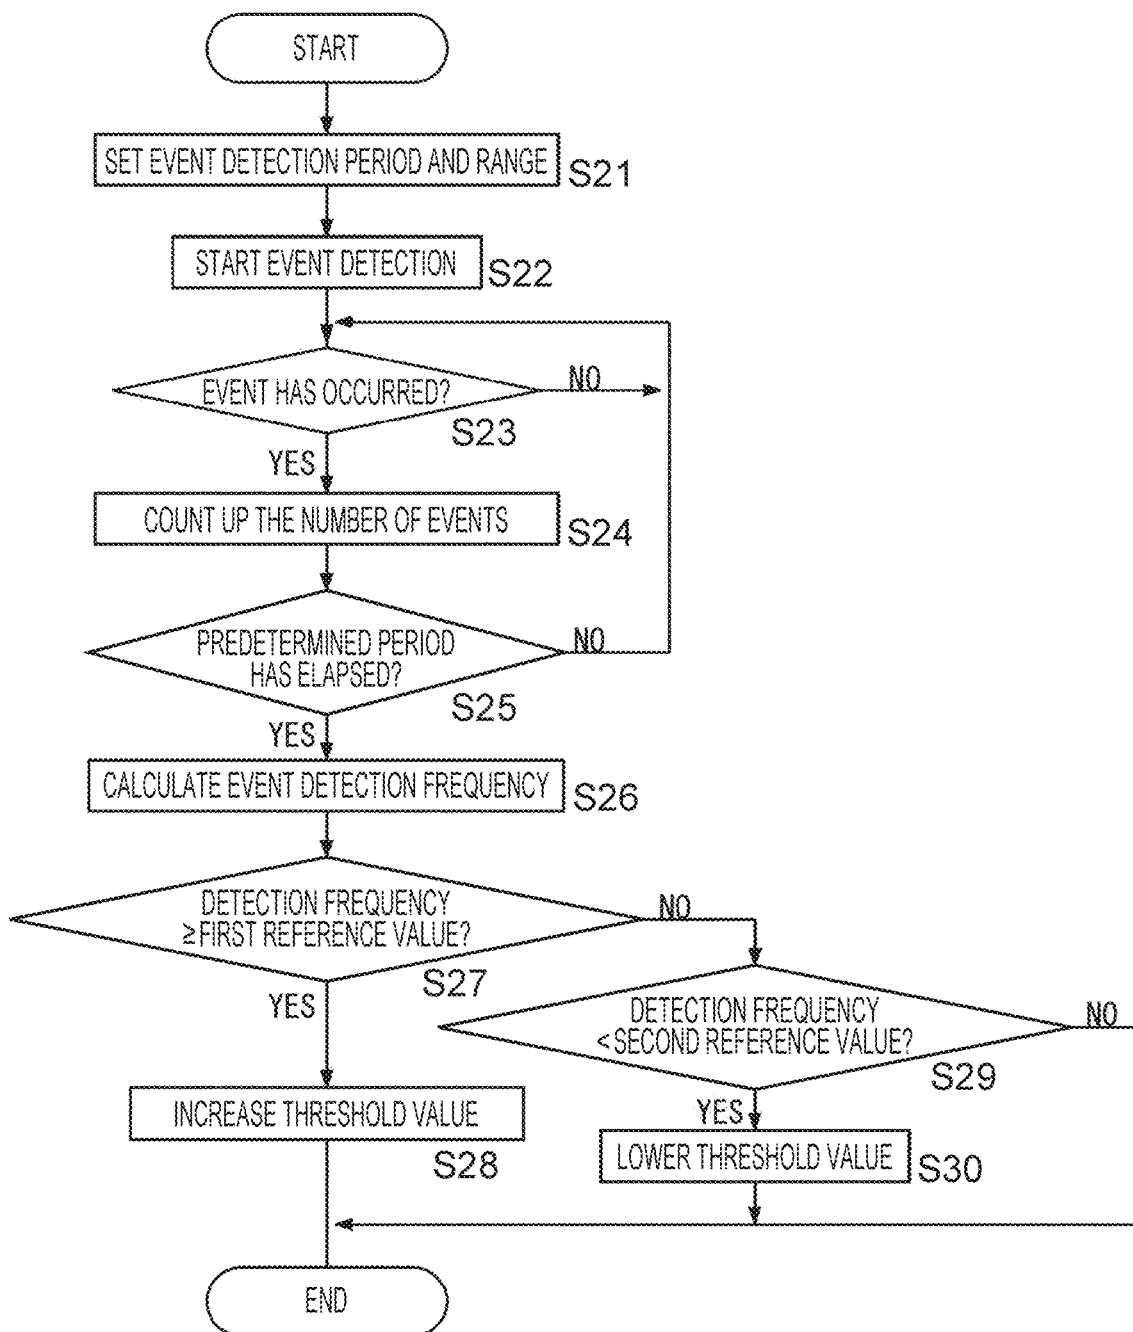 START
SET EVENT DETECTION PERIOD AND RANGE
S21
START EVENT DETECTION
S22
EVENT HAS OCCURRED?
NO
S23
YES
COUNT UP THE NUMBER OF EVENTS
S24
PREDETERMINED PERIOD
HAS ELAPSED?
NO
S25
YES
CALCULATE EVENT DETECTION FREQUENCY
S26
DETECTION FREQUENCY
≥FIRST REFERENCE VALUE?
NO
S27
YES
DETECTION FREQUENCY
<SECOND REFERENCE VALUE?
NO
S29
YES
INCREASE THRESHOLD VALUE
S28
LOWER THRESHOLD VALUE
S30
END